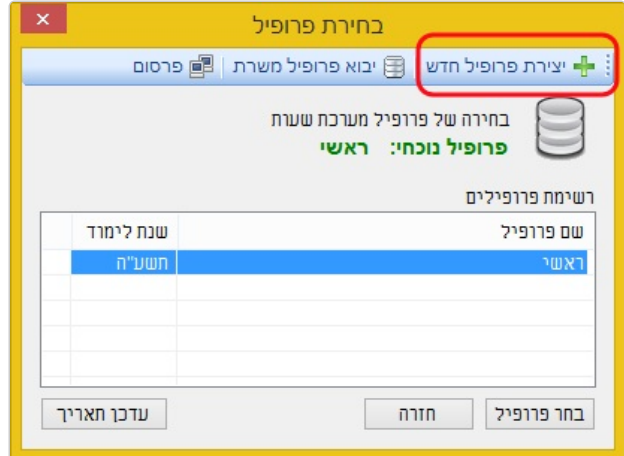 בחירת פרופיל
יצירת פרופיל חדש יבוא פרופיל משרת פרסום
בחירה של פרופיל מערכת שעות
פרופיל נוכחי: ראשי
רשימת פרופילים
שם פרופיל שנת לימוד
ראשי תשע"ה
בחר פרופיל חזרה עדכן תאריך